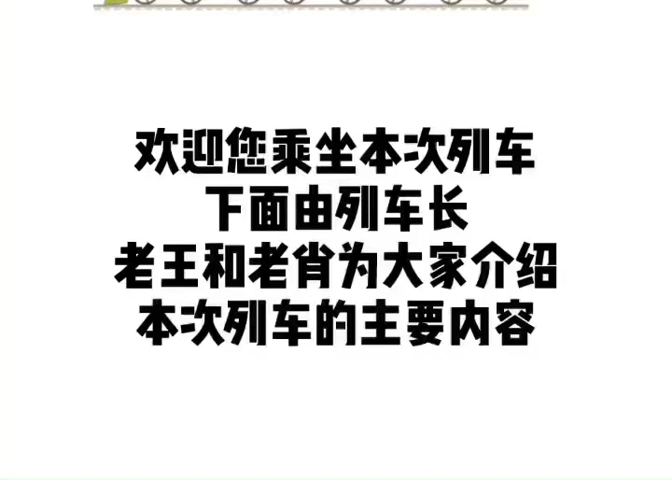 欢迎您乘坐本次列车
下面由列车长
老王和老肖为大家介绍
本次列车的主要内容